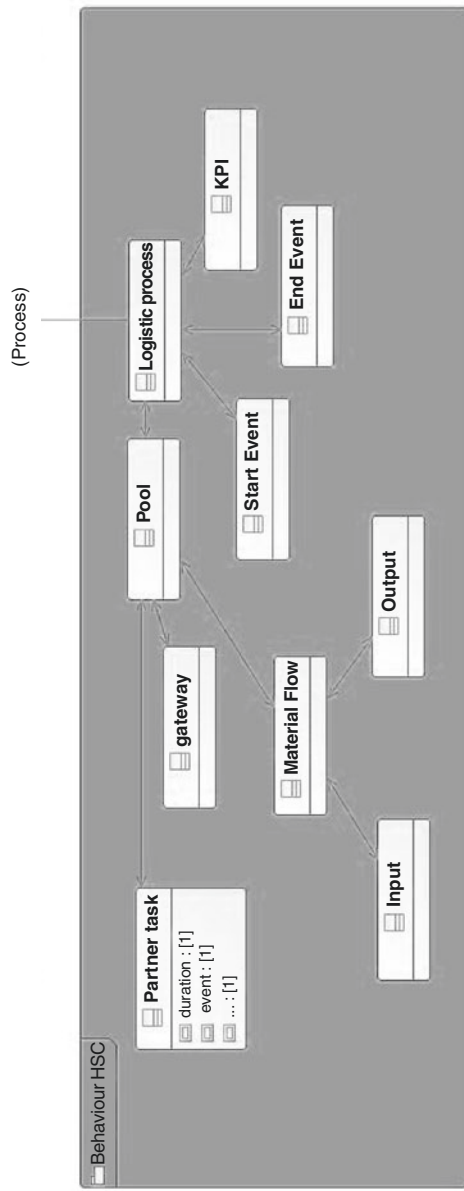 (Process)
Behaviour HSC
Partner task
duration : [1]
event : [1]
... : [1]
gateway
Pool
Logistic process
KPI
Material Flow
Start Event
End Event
Input
Output